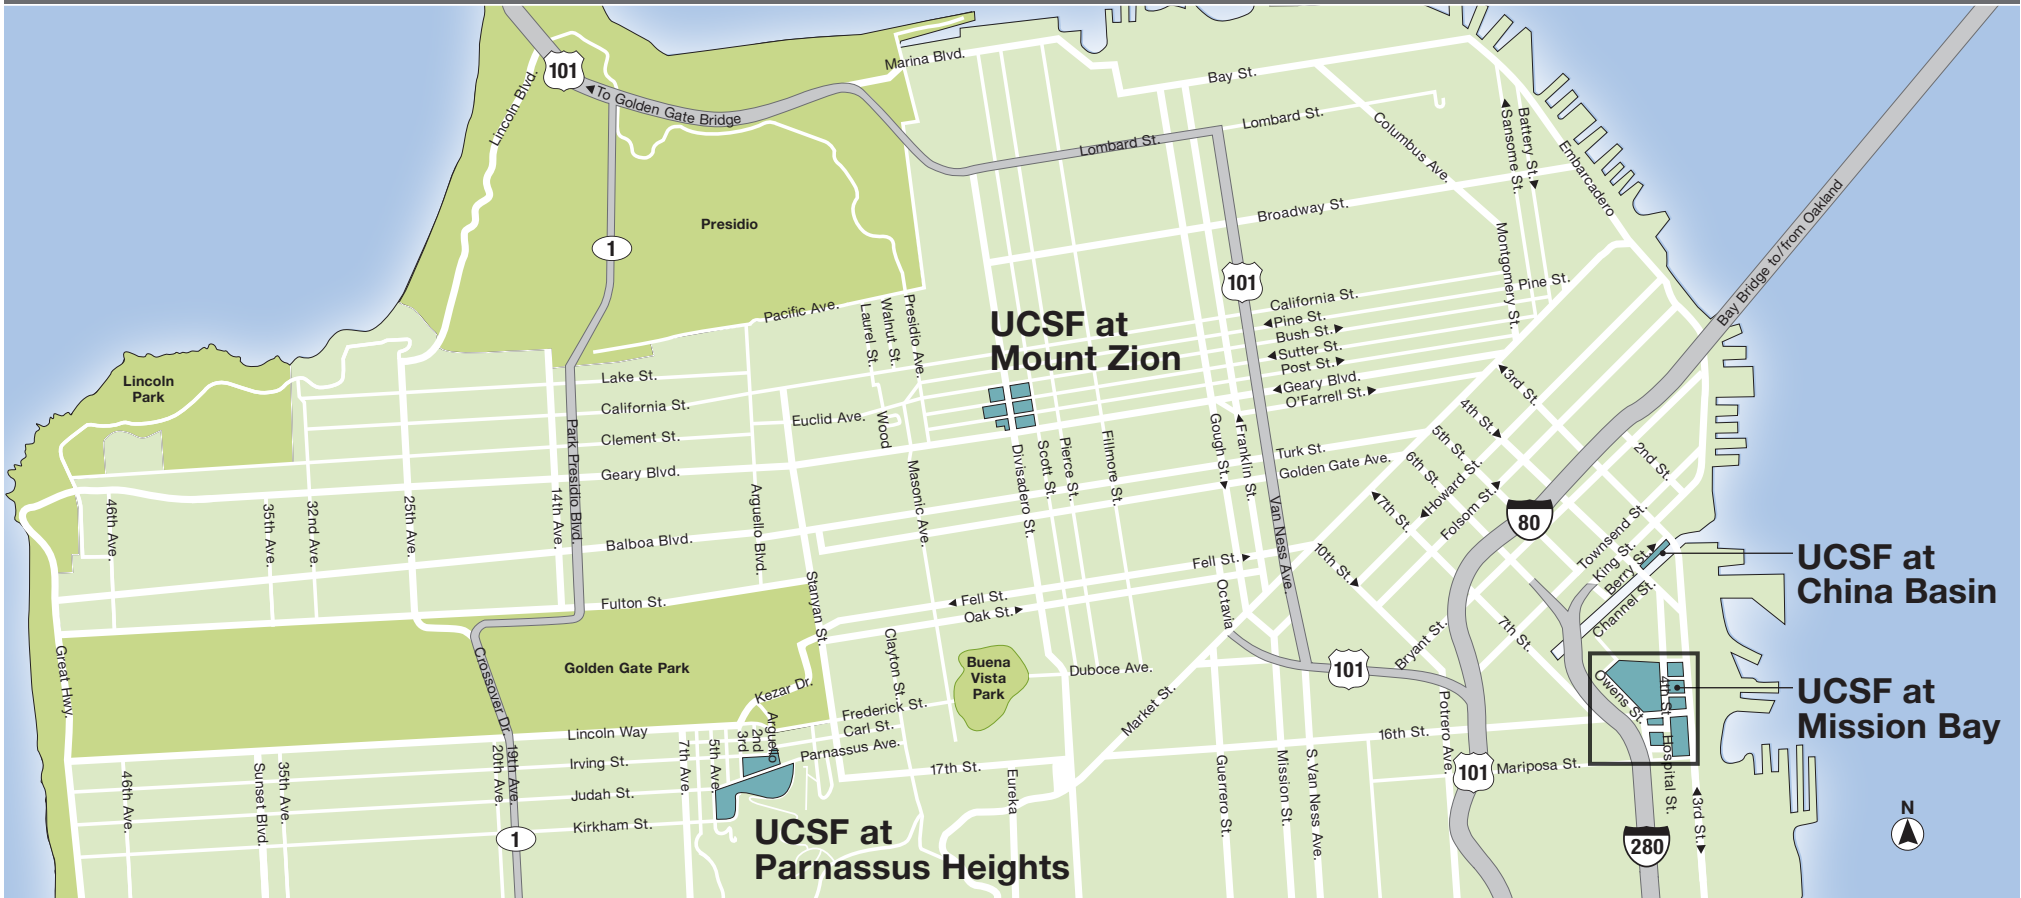 Marina Blvd.
Bay St.
101
Lincoln Blvd.
◄To Golden Gate Bridge
Lombard St.
Lombard St.
Columbus Ave.
◄Sansome St.
Battery St.►
Embarcadero
Bay Bridge to/from Oakland
Presidio
1
Broadway St.
Montgomery St.
101
Pine St.
California St.
◄Pine St.
Bush St.►
◄Sutter St.
Post St.►
◄Geary Blvd.
O'Farrell St.►
Pacific Ave.
Laurel St.
Walnut St.
Presidio Ave.
UCSF at
Mount Zion
Lincoln
Park
Lake St.
California St.
Clement St.
Geary Blvd.
Euclid Ave.
Wood
Park Presidio Blvd.
◄3rd St.
4th St.►
5th St.
6th St.
◄7th St.
◄Howard St.
Folsom St.►
2nd St.
Gough St.►
◄Franklin St.
Turk St.
Golden Gate Ave.
Van Ness Ave.
Divisadero St.
Scott St.
Pierce St.
Fillmore St.
Masonic Ave.
Arguello Blvd.
46th Ave.
35th Ave.
32nd Ave.
25th Ave.
14th Ave.
Balboa Blvd.
80
Townsend St.
King St.
Berry St.
Channel St.
UCSF at
China Basin
10th St.►
Fell St.►
Octavia
Fulton St.
Stanyan St.
◄Fell St.
Oak St.►
Clayton St.
7th St.
Bryant St.
Great Hwy.
Crossover Dr.
Golden Gate Park
Kezar Dr.
Buena
Vista
Park
Duboce Ave.
Market St.
101
Owens St.
4th St
UCSF at
Mission Bay
Frederick St.
Carl St.
Parnassus Ave.
Lincoln Way
Irving St.
Judah St.
Kirkham St.
7th Ave.
5th Ave.
3rd
2nd
Arguello
17th St.
Eureka
16th St.
Potrero Ave.
101
Mariposa St.
Hospital St.
◄3rd St.►
46th Ave.
Sunset Blvd.
35th Ave.
20th Ave.
19th Ave.
1
UCSF at
Parnassus Heights
Guerrero St.
Mission St.
S. Van Ness Ave.
280
N